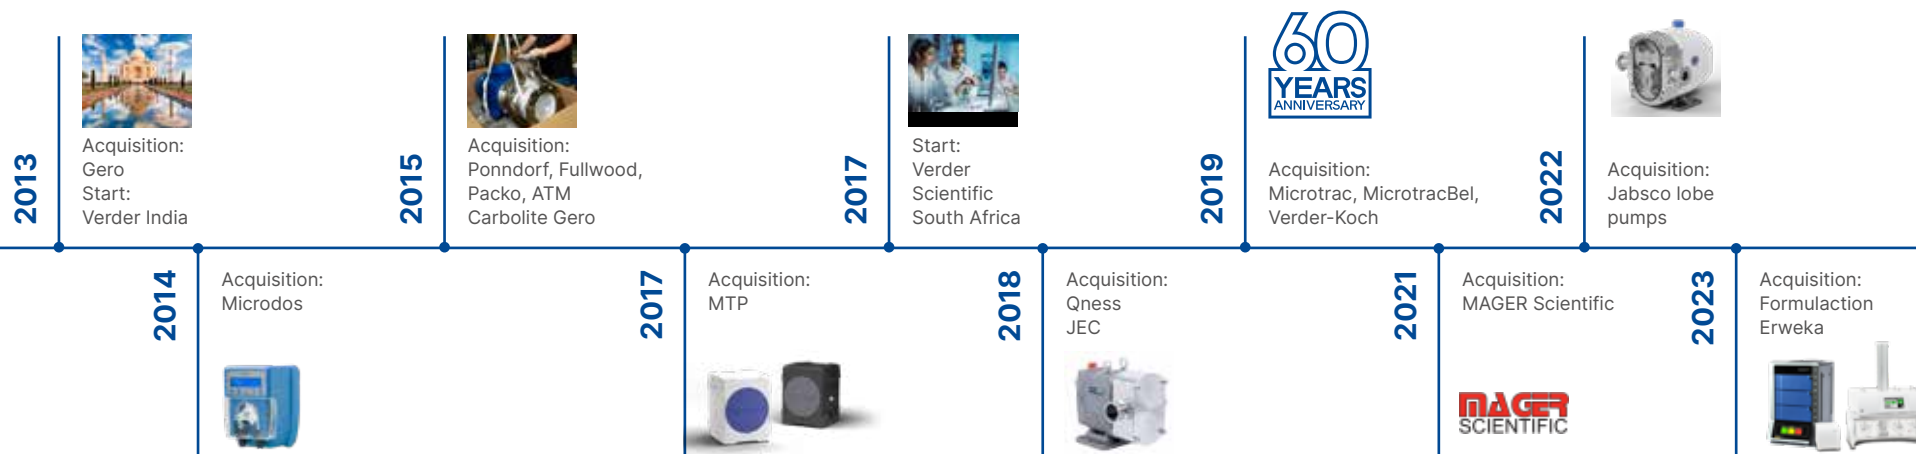 2013
Acquisition:
Gero
Start:
Verder India
2014
Acquisition:
Microdos
2015
Acquisition:
Ponndorf, Fullwood,
Packo, ATM
Carbolite Gero
2017
Acquisition:
MTP
2017
Start:
Verder
Scientific
South Africa
2018
Acquisition:
Qness
JEC
2019
60
YEARS
ANNIVERSARY
Acquisition:
Microtrac, MicrotracBel,
Verder-Koch
2021
Acquisition:
MAGER Scientific
MAGER
SCIENTIFIC
2022
Acquisition:
Jabsco lobe
pumps
2023
Acquisition:
Formulaction
Erweka